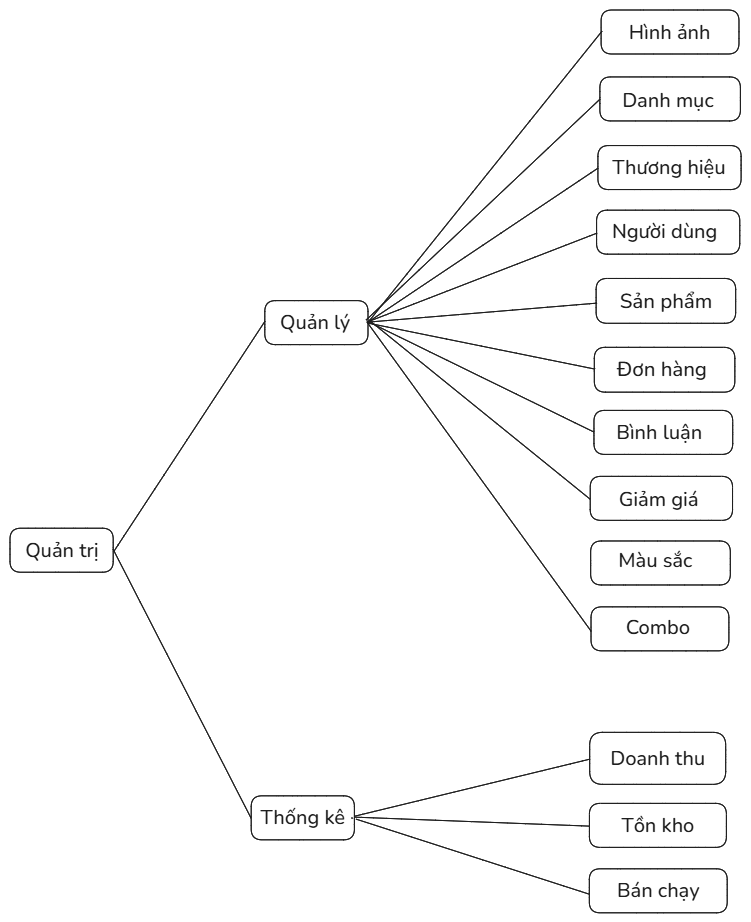 Hình ảnh
Danh mục
Thương hiệu
Người dùng
Sản phẩm
Quản lý
Đơn hàng
Bình luận
Giảm giá
Quản trị
Màu sắc
Combo
Doanh thu
Thống kê
Tồn kho
Bán chạy